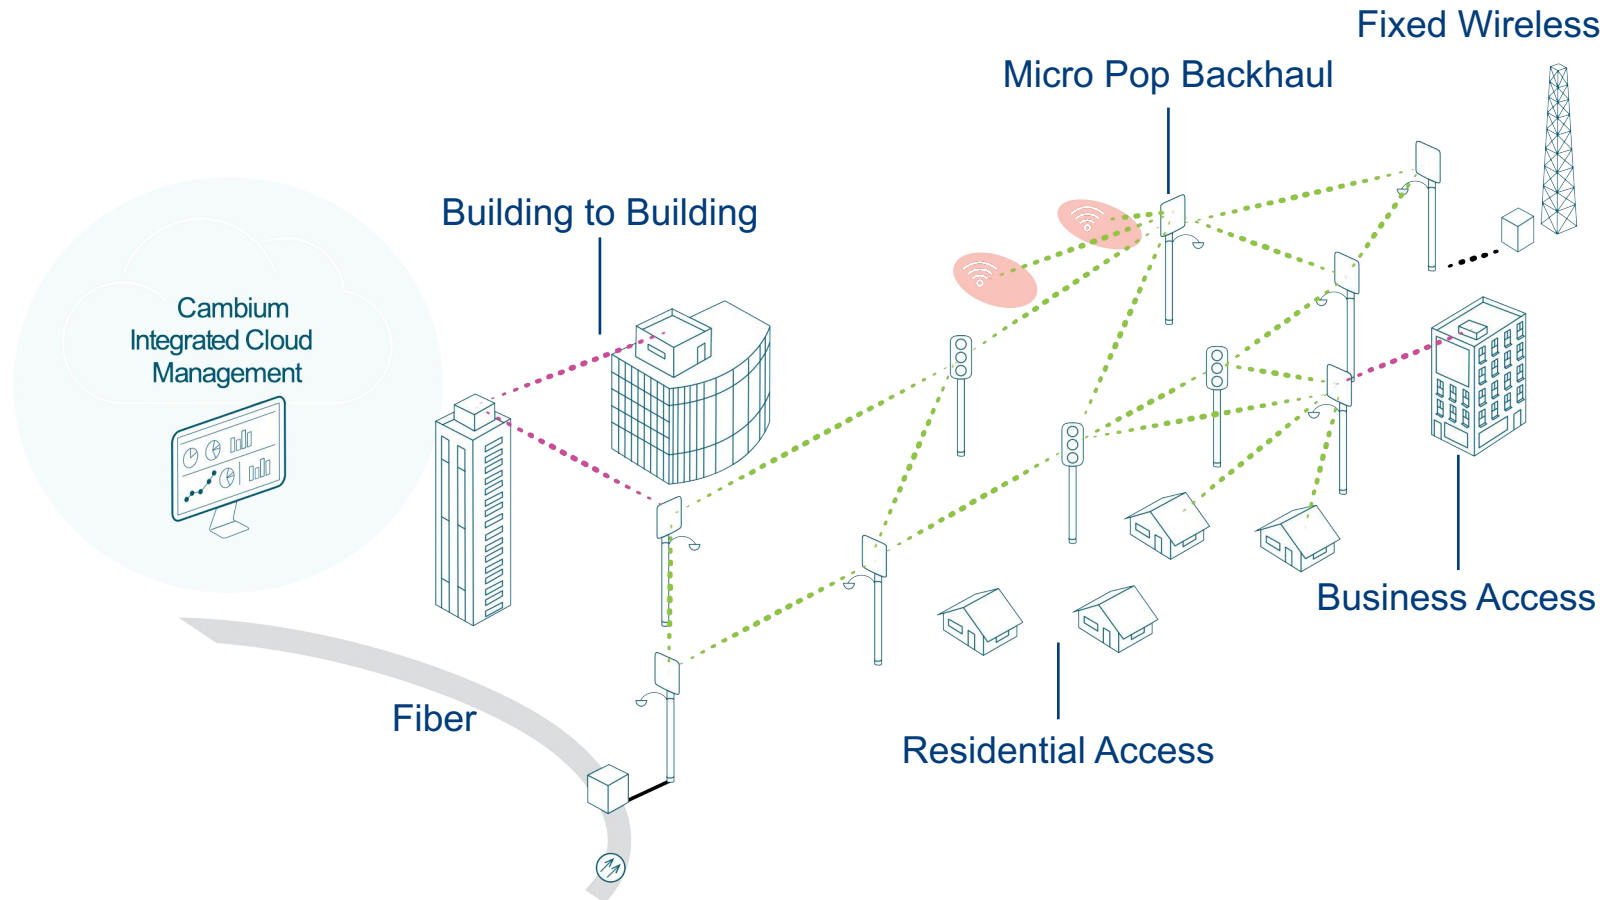 Fixed Wireless
Micro Pop Backhaul
Building to Building
Cambium
Integrated Cloud
Management
Business Access
Fiber
Residential Access